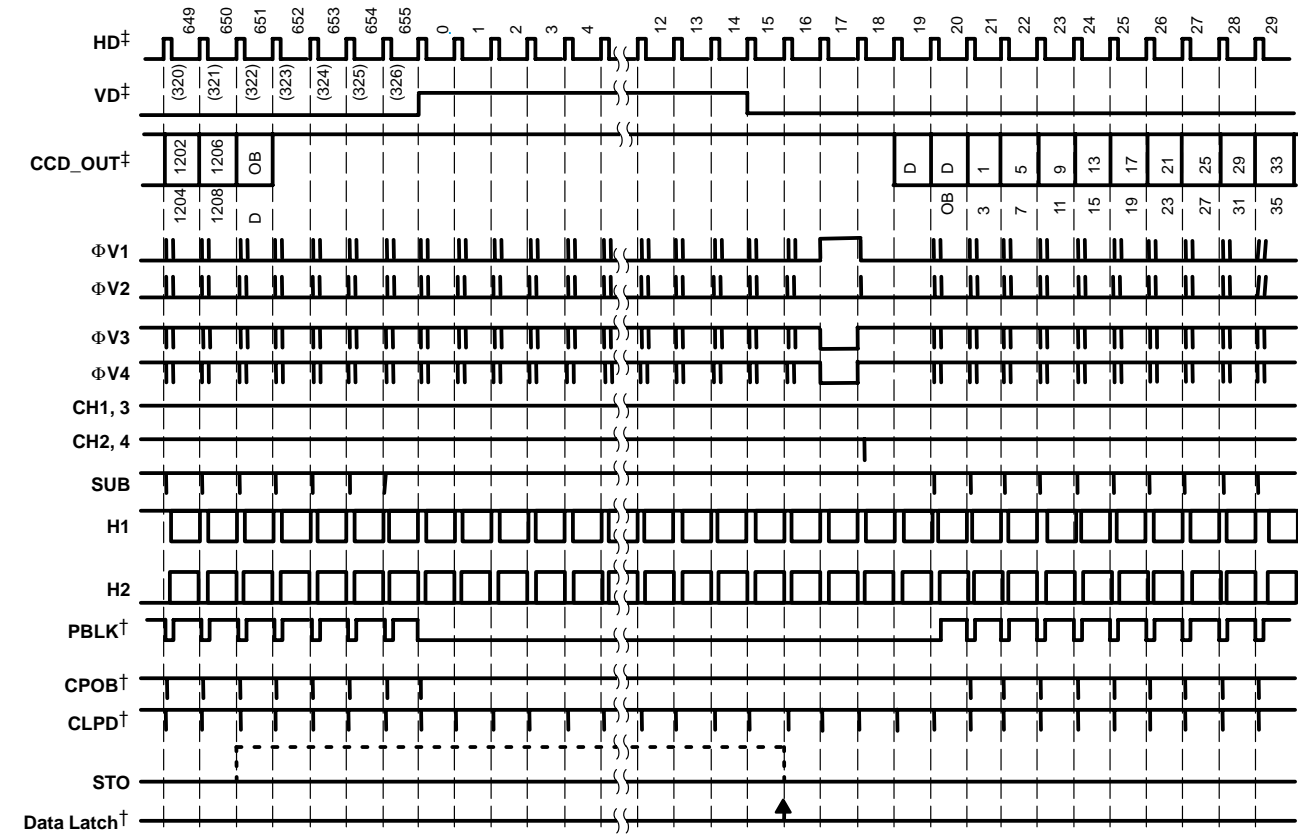 649 650 651 652 653 654 655 0 1 2 3 4 12 13 14 15 16 17 18 19 20 21 22 23 24 25 26 27 28 29
HD‡
(320) (321) (322) (323) (324) (325) (326)
VD‡
CCD_OUT‡
1202 1206 OB D D 1 5 9 13 17 21 25 29 33
1204 1208 D OB 3 7 11 15 19 23 27 31 35
ΦV1
ΦV2
ΦV3
ΦV4
CH1, 3
CH2, 4
SUB
H1
H2
PBLK†
CPOB†
CLPD†
STO
Data Latch†